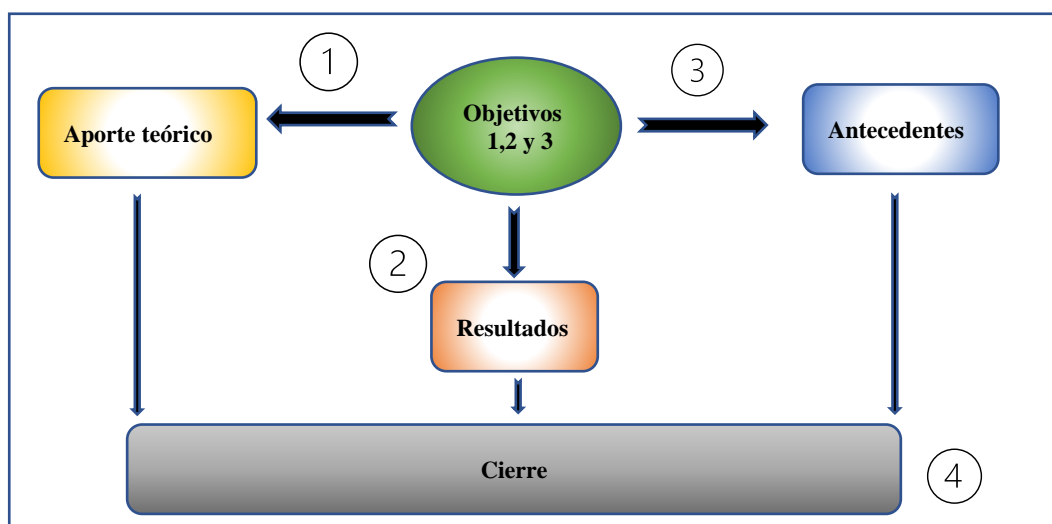 1
3
Objetivos
1,2 y 3
Aporte teórico
Antecedentes
2
Resultados
Cierre
4